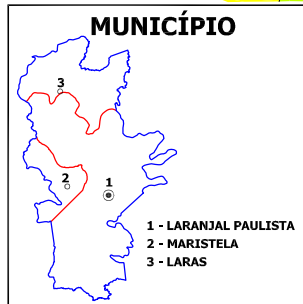 MUNICÍPIO
3
2
1
1 - LARANJAL PAULISTA
2 - MARISTELA
3 - LARAS